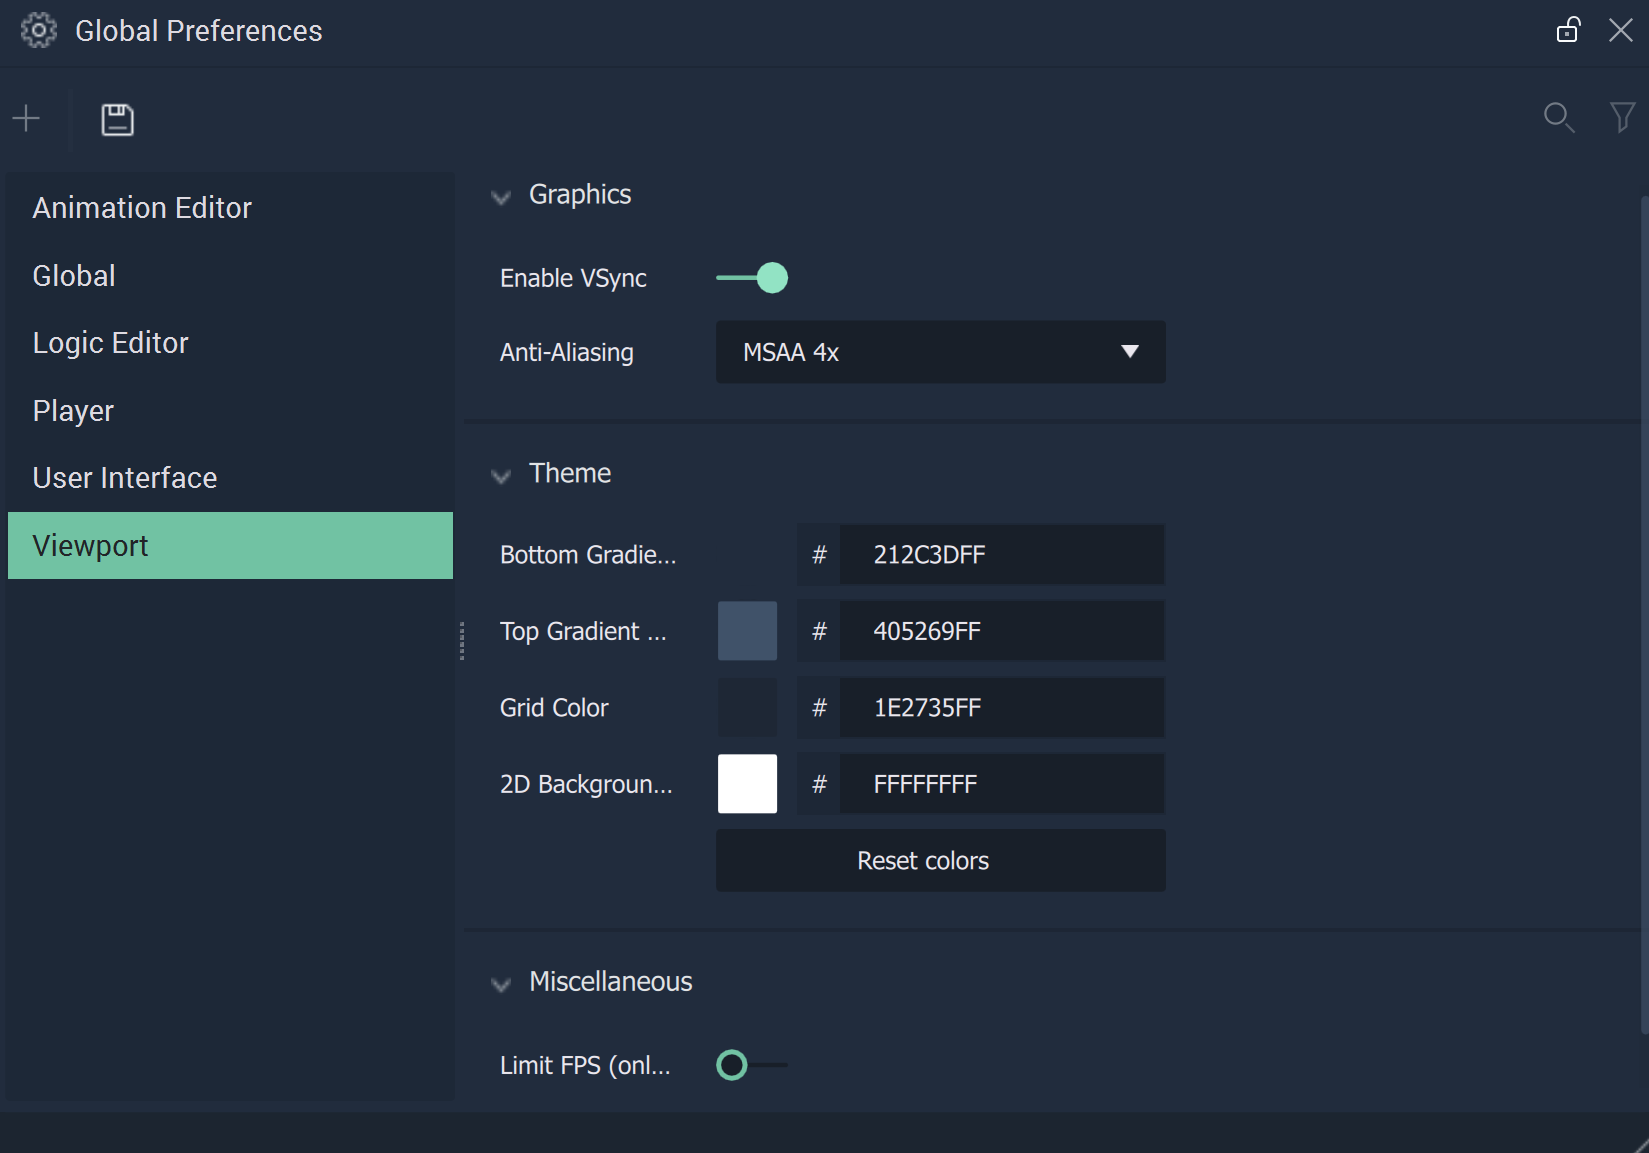 Global Preferences
Animation Editor
Global
Logic Editor
Player
User Interface
Viewport
Graphics
Enable VSync
Anti-Aliasing MSAA 4x
Theme
Bottom Gradie... # 212C3DFF
Top Gradient ... # 405269FF
Grid Color # 1E2735FF
2D Backgroun... # FFFFFFFF
Reset colors
Miscellaneous
Limit FPS (onl...